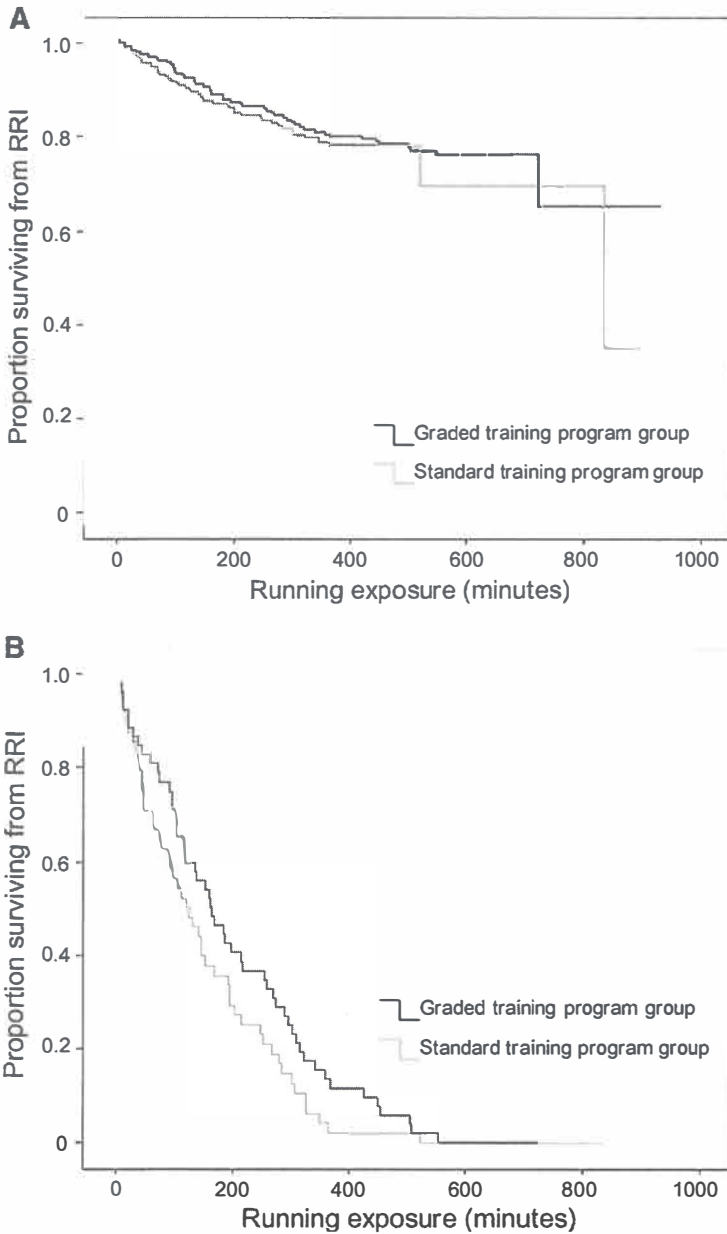 A
1.0
0.8
0.6
0.4
0.2
0
Proportion surviving from RRI
Graded training program group
Standard training program group
0 200 400 600 800 1000
Running exposure (minutes)
B
1.0
0.8
0.6
0.4
0.2
0
Proportion surviving from RRI
Graded training program group
Standard training program group
0 200 400 600 800 1000
Running exposure (minutes)